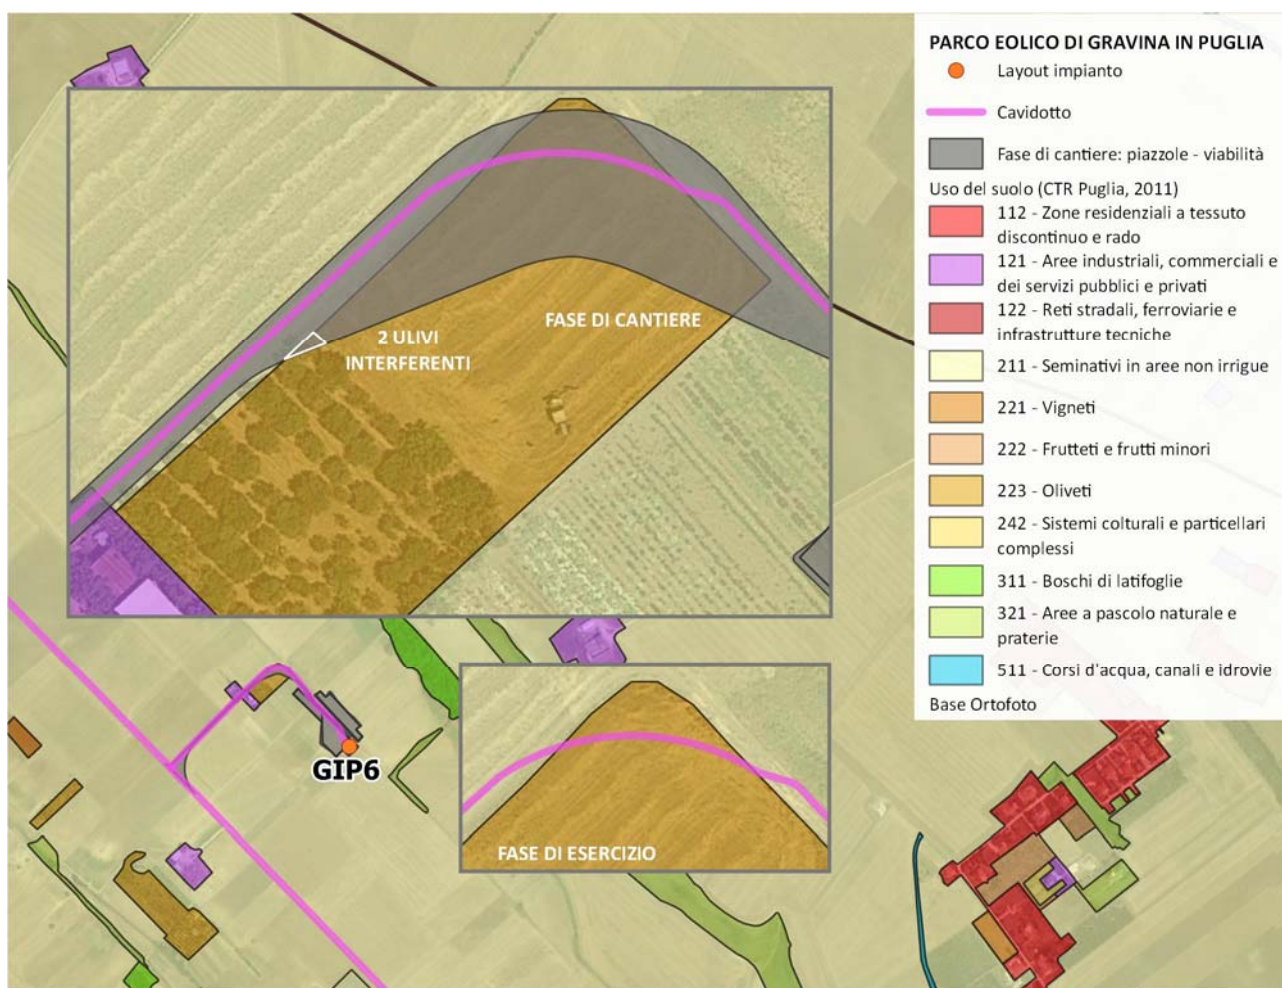 PARCO EOLICO DI GRAVINA IN PUGLIA
Layout impianto
Cavidotto
Fase di cantiere: piazzole - viabilità
Uso del suolo (CTR Puglia, 2011)
112 - Zone residenziali a tessuto
discontinuo e rado
121 - Aree industriali, commerciali e
dei servizi pubblici e privati
122 - Reti stradali, ferroviarie e
infrastrutture tecniche
211 - Seminativi in aree non irrigue
221 - Vigneti
222 - Frutteti e frutti minori
223 - Oliveti
242 - Sistemi colturali e particellari
complessi
311 - Boschi di latifoglie
321 - Aree a pascolo naturale e
praterie
511 - Corsi d'acqua, canali e idrovie
Base Ortofoto
FASE DI CANTIERE
2 ULIVI
INTERFERENTI
GIP6
FASE DI ESERCIZIO